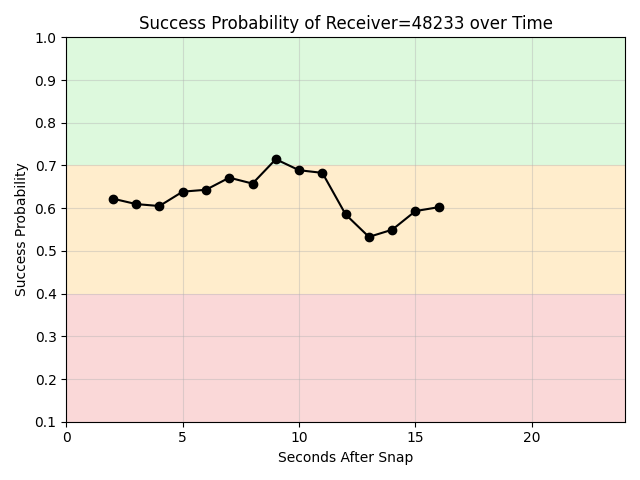 Success Probability of Receiver=48233 over Time
1.0
0.9
0.8
0.7
0.6
0.5
0.4
0.3
0.2
0.1
Success Probability
0 5 10 15 20
Seconds After Snap